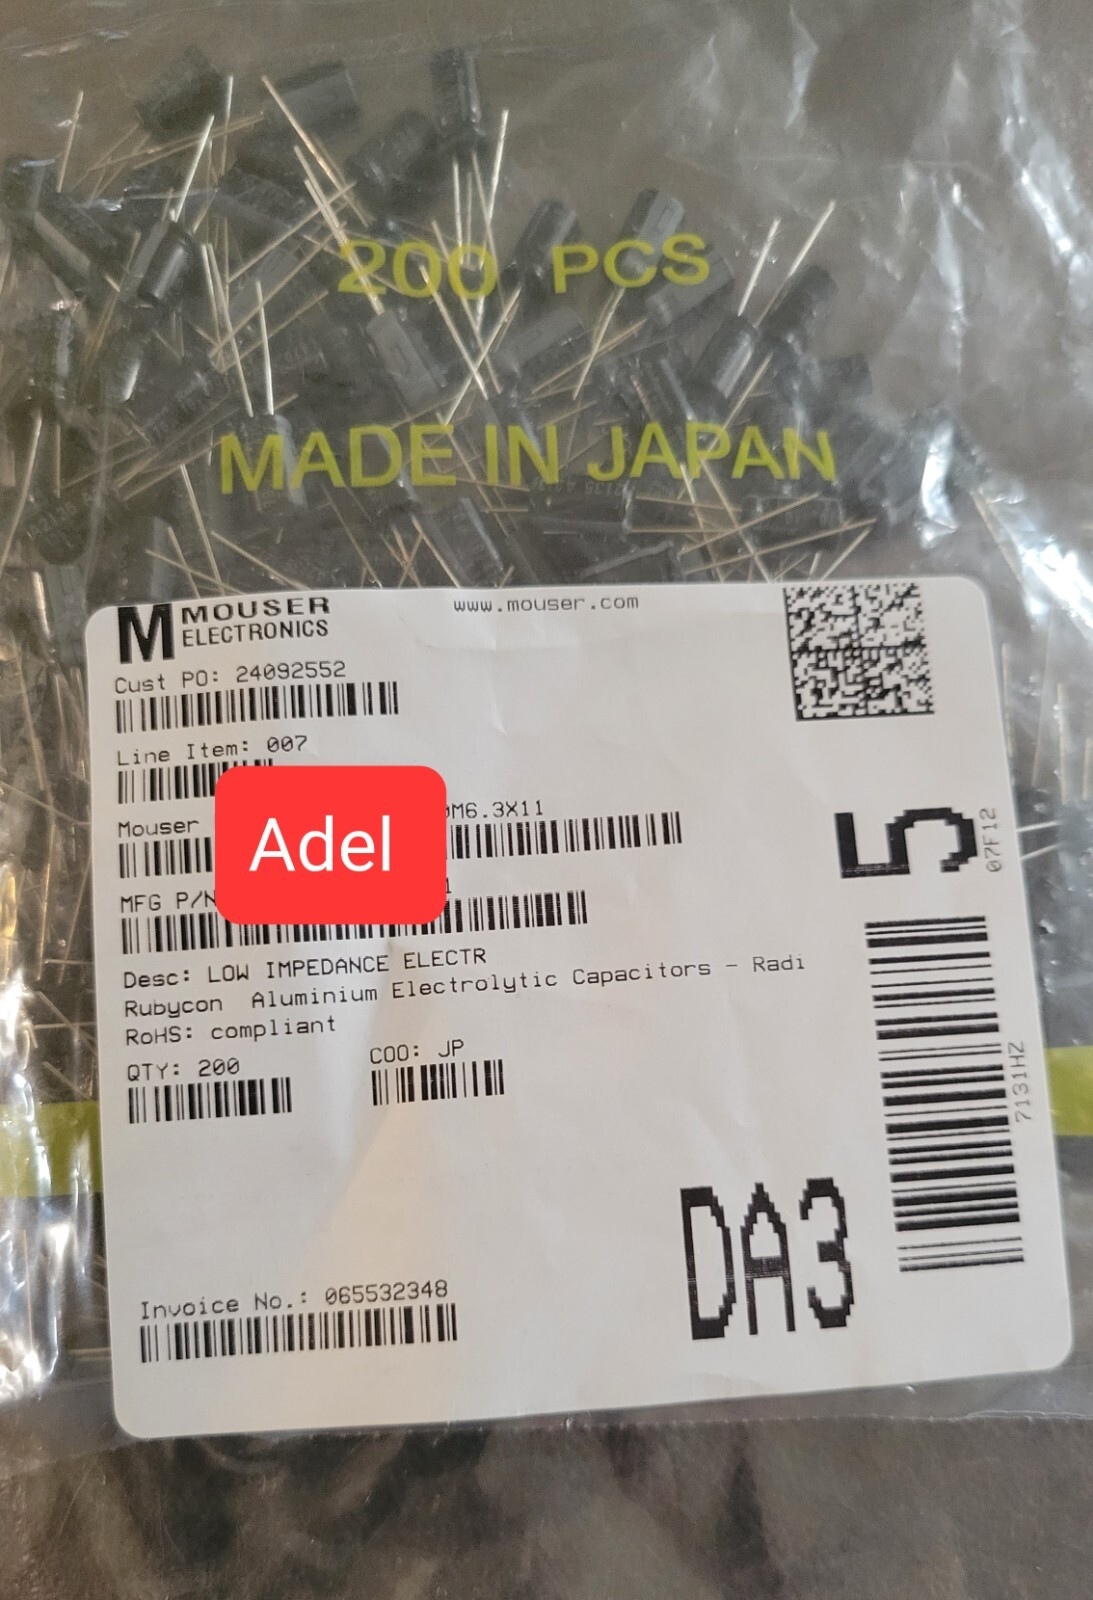 200 PCS
MADE IN JAPAN
MOUSER
ELECTRONICS
www.mouser.com
Cust PO: 24092552
Line Item: 007
Mouser
M6.3X11
Adel
MFG P/N
1
Desc: LOW IMPEDANCE ELECTR
Rubycon Aluminium Electrolytic Capacitors - Radi
RoHS: compliant
QTY: 200
COO: JP
Invoice No.: 065532348
5
07F12
7131HZ
DA3